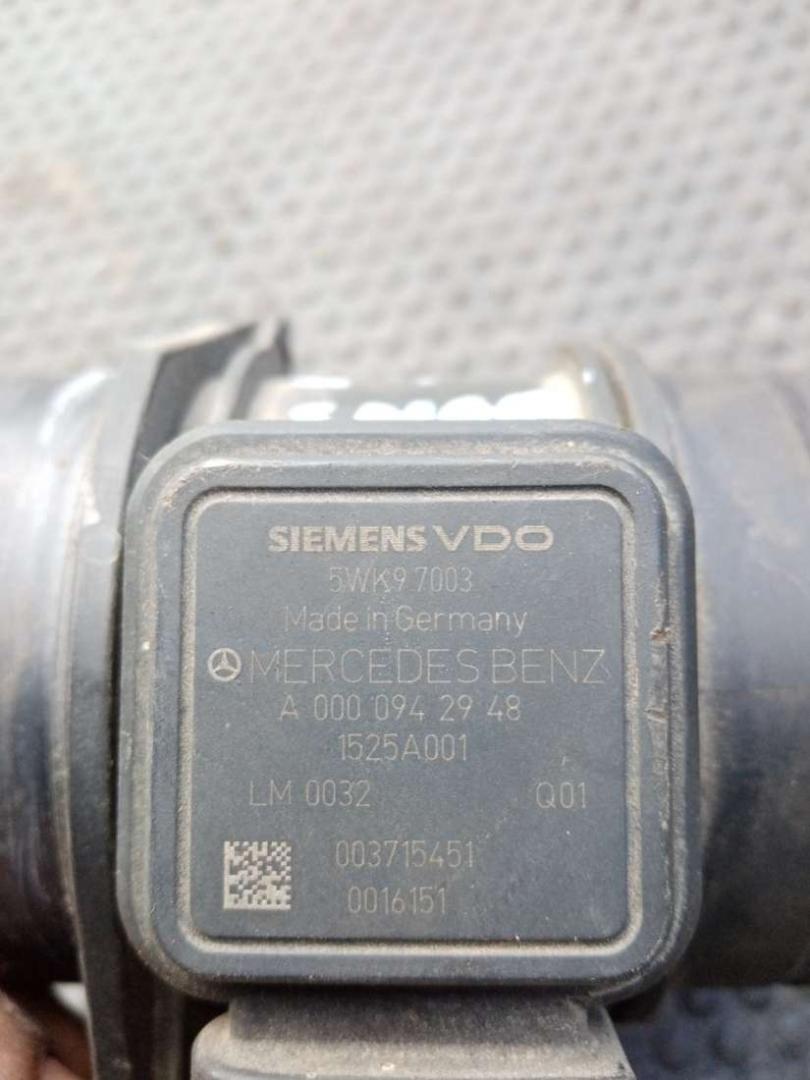 SIEMENS VDO
5WK9 7003
Made in Germany
MERCEDES BENZ
A 000 094 29 48
1525A001
LM 0032 Q01
003715451
0016151